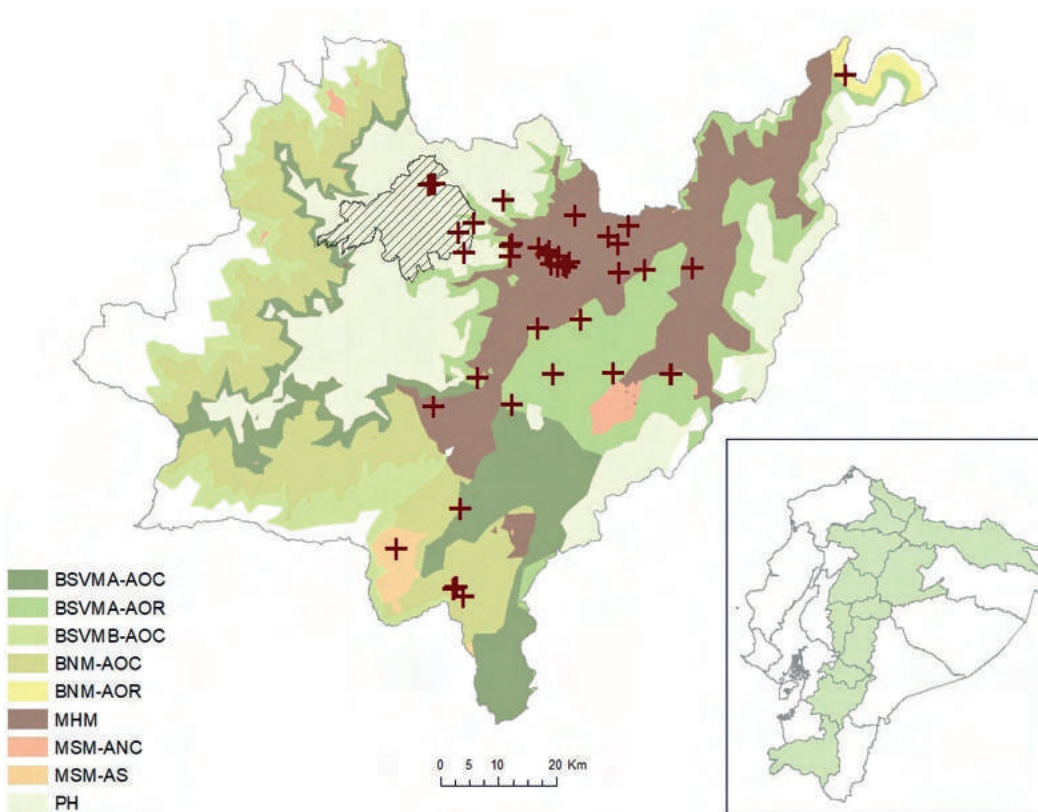 BSVMA-AOC
BSVMA-AOR
BSVMB-AOC
BNM-AOC
BNM-AOR
MHM
MSM-ANC
MSM-AS
PH
0 5 10 20 Km